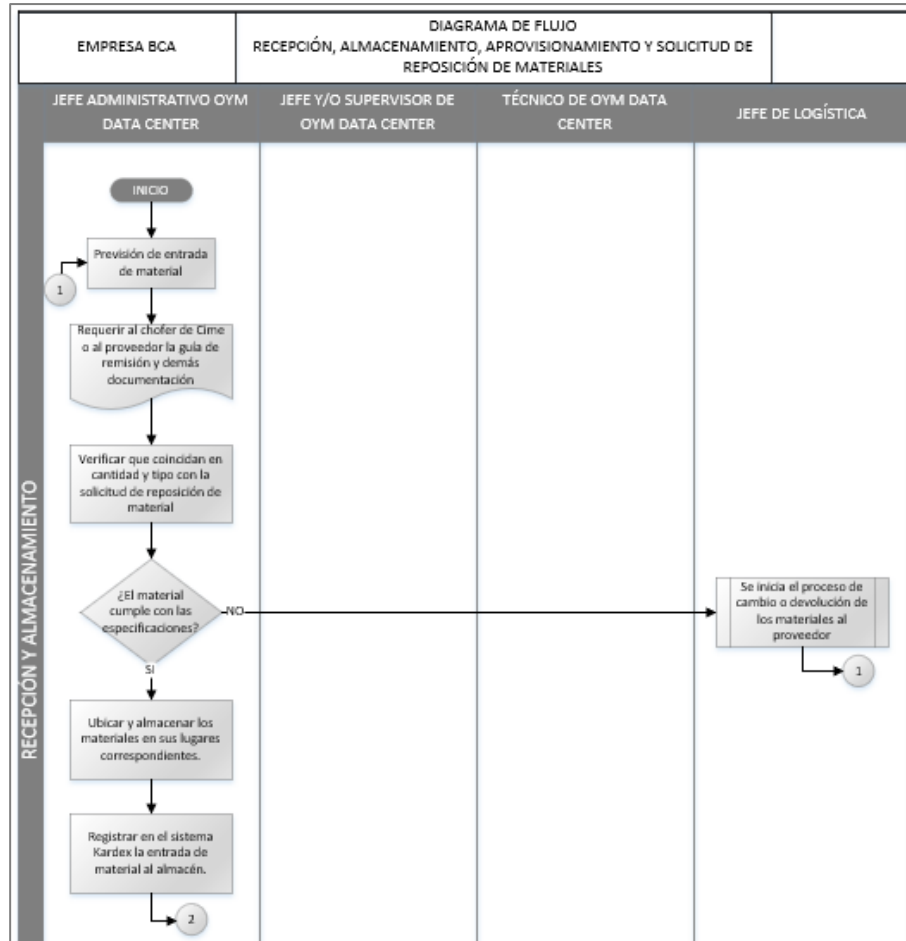 EMPRESA BCA
DIAGRAMA DE FLUJO
RECEPCIÓN, ALMACENAMIENTO, APROVISIONAMIENTO Y SOLICITUD DE
REPOSICIÓN DE MATERIALES
JEFE ADMINISTRATIVO OYM
DATA CENTER
JEFE Y/O SUPERVISOR DE
OYM DATA CENTER
TÉCNICO DE OYM DATA
CENTER
JEFE DE LOGÍSTICA
RECEPCIÓN Y ALMACENAMIENTO
INICIO
Previsión de entrada
de material
1
Requerir al chofer de Cime
o al proveedor la guía de
remisión y demás
documentación
Verificar que coincidan en
cantidad y tipo con la
solicitud de reposición de
material
¿El material
cumple con las
especificaciones?
NO
Se inicia el proceso de
cambio o devolución de
los materiales al
proveedor
1
SI
Ubicar y almacenar los
materiales en sus lugares
correspondientes.
Registrar en el sistema
Kardex la entrada de
material al almacén.
2